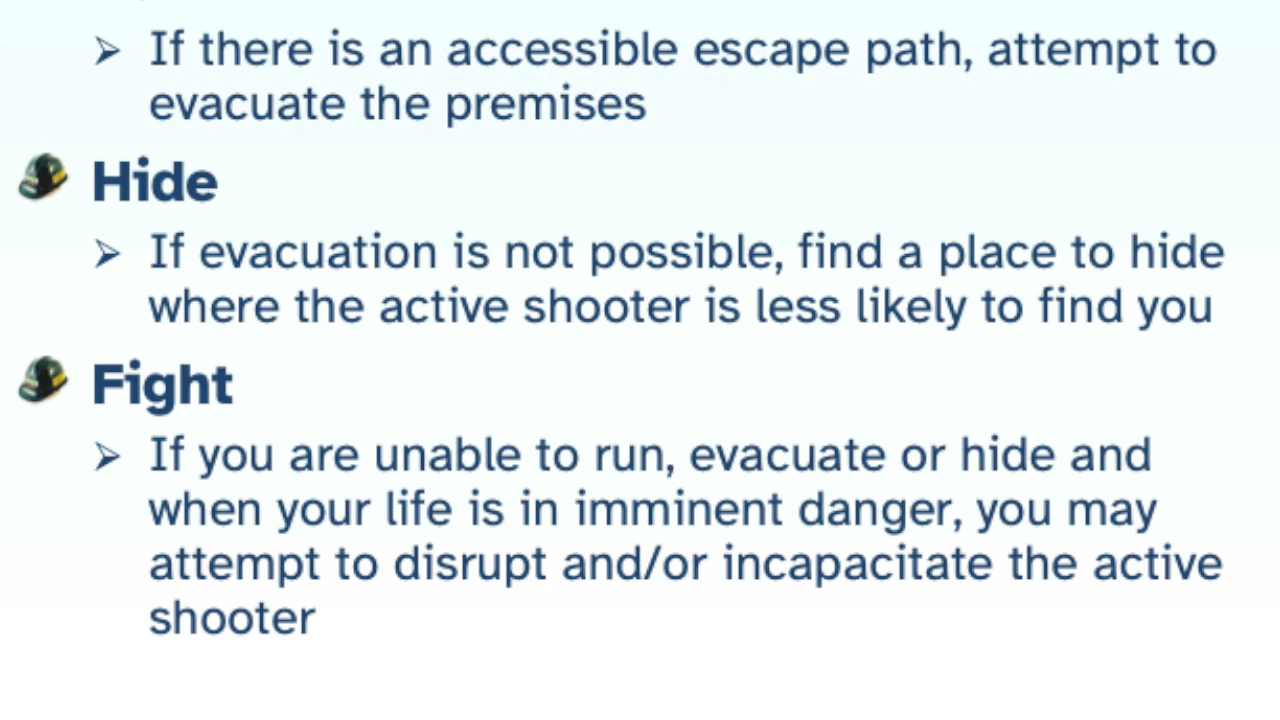 If there is an accessible escape path, attempt to
evacuate the premises
Hide
If evacuation is not possible, find a place to hide
where the active shooter is less likely to find you
Fight
If you are unable to run, evacuate or hide and
when your life is in imminent danger, you may
attempt to disrupt and/or incapacitate the active
shooter